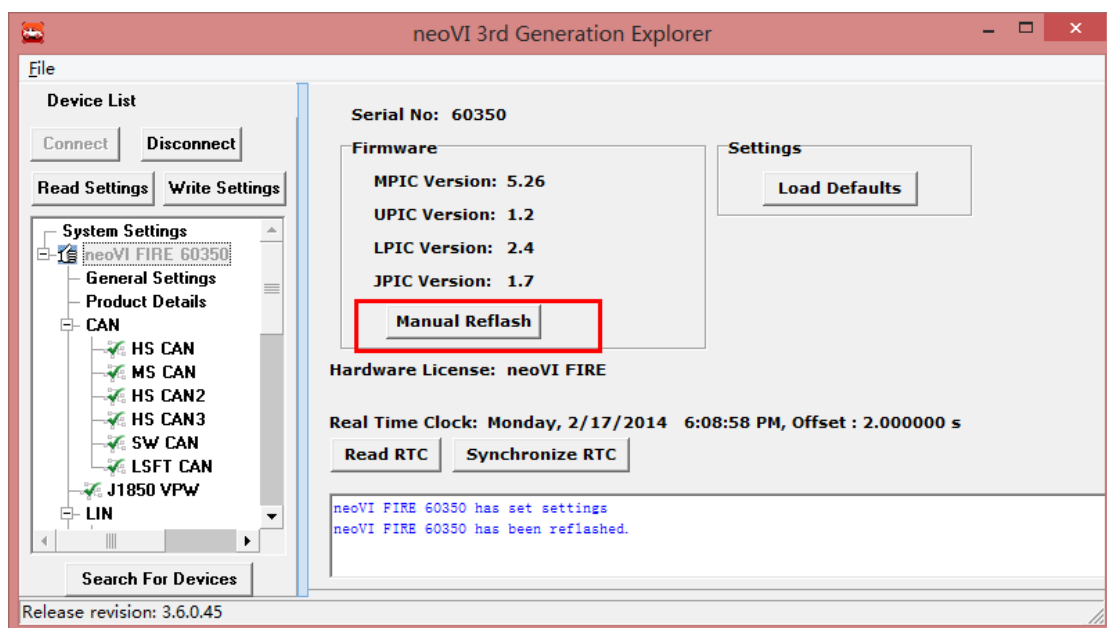 neoVI 3rd Generation Explorer
File
Device List
Connect
Disconnect
Read Settings
Write Settings
System Settings
neoVI FIRE 60350
General Settings
Product Details
CAN
HS CAN
MS CAN
HS CAN2
HS CAN3
SW CAN
LSFT CAN
J1850 VPW
LIN
Search For Devices
Serial No: 60350
Firmware
MPIC Version: 5.26
UPIC Version: 1.2
LPIC Version: 2.4
JPIC Version: 1.7
Manual Reflash
Settings
Load Defaults
Hardware License: neoVI FIRE
Real Time Clock: Monday, 2/17/2014 6:08:58 PM, Offset : 2.000000 s
Read RTC
Synchronize RTC
neoVI FIRE 60350 has set settings
neoVI FIRE 60350 has been reflashed.
Release revision: 3.6.0.45